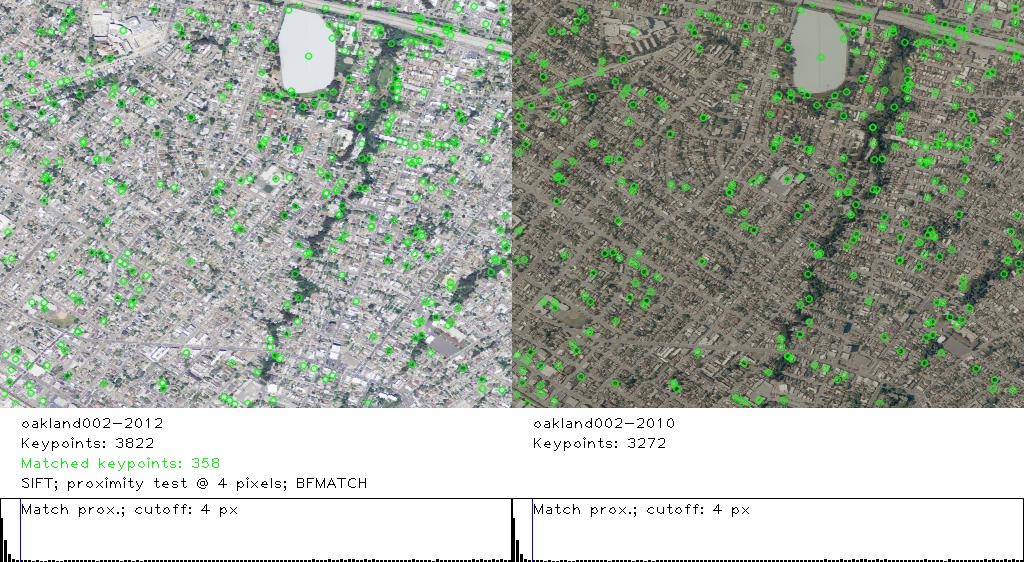 oakland002-2012
Keypoints: 3822
Matched keypoints: 358
SIFT; proximity test @ 4 pixels; BFMATCH
oakland002-2010
Keypoints: 3272
Match prox.; cutoff: 4 px
Match prox.; cutoff: 4 px